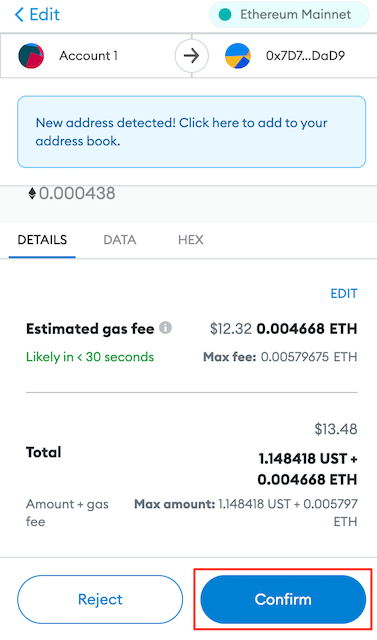 Edit
Ethereum Mainnet
Account 1
0x7D7...DaD9
New address detected! Click here to add to your
address book.
0.000438
DETAILS
DATA
HEX
EDIT
Estimated gas fee $12.32 0.004668 ETH
Likely in < 30 seconds Max fee: 0.00579675 ETH
$13.48
Total 1.148418 UST +
0.004668 ETH
Amount + gas Max amount: 1.148418 UST + 0.005797
fee ETH
Reject
Confirm